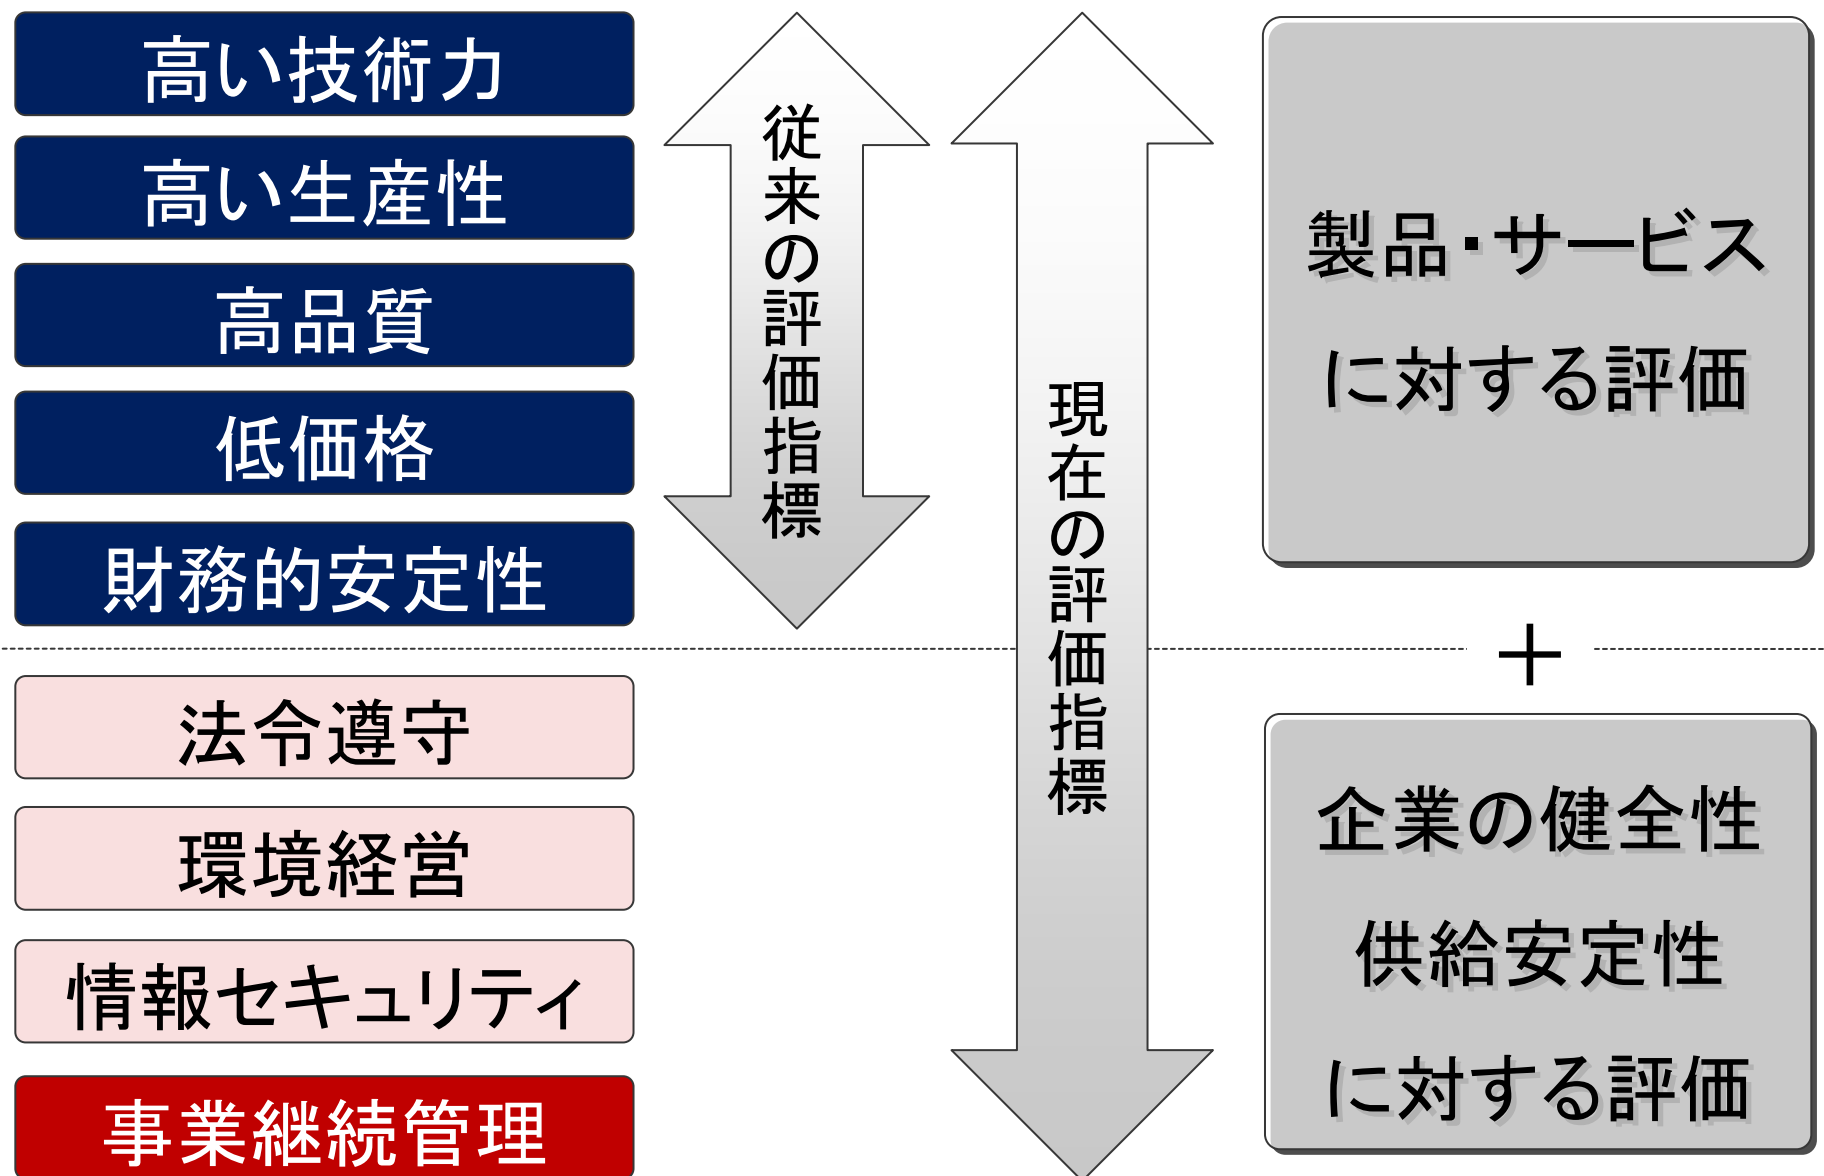 高い技術力
高い生産性
高品質
低価格
財務的安定性
法令遵守
環境経営
情報セキュリティ
事業継続管理
従来の評価指標
現在の評価指標
製品・サービス
に対する評価
＋
企業の健全性
供給安定性
に対する評価